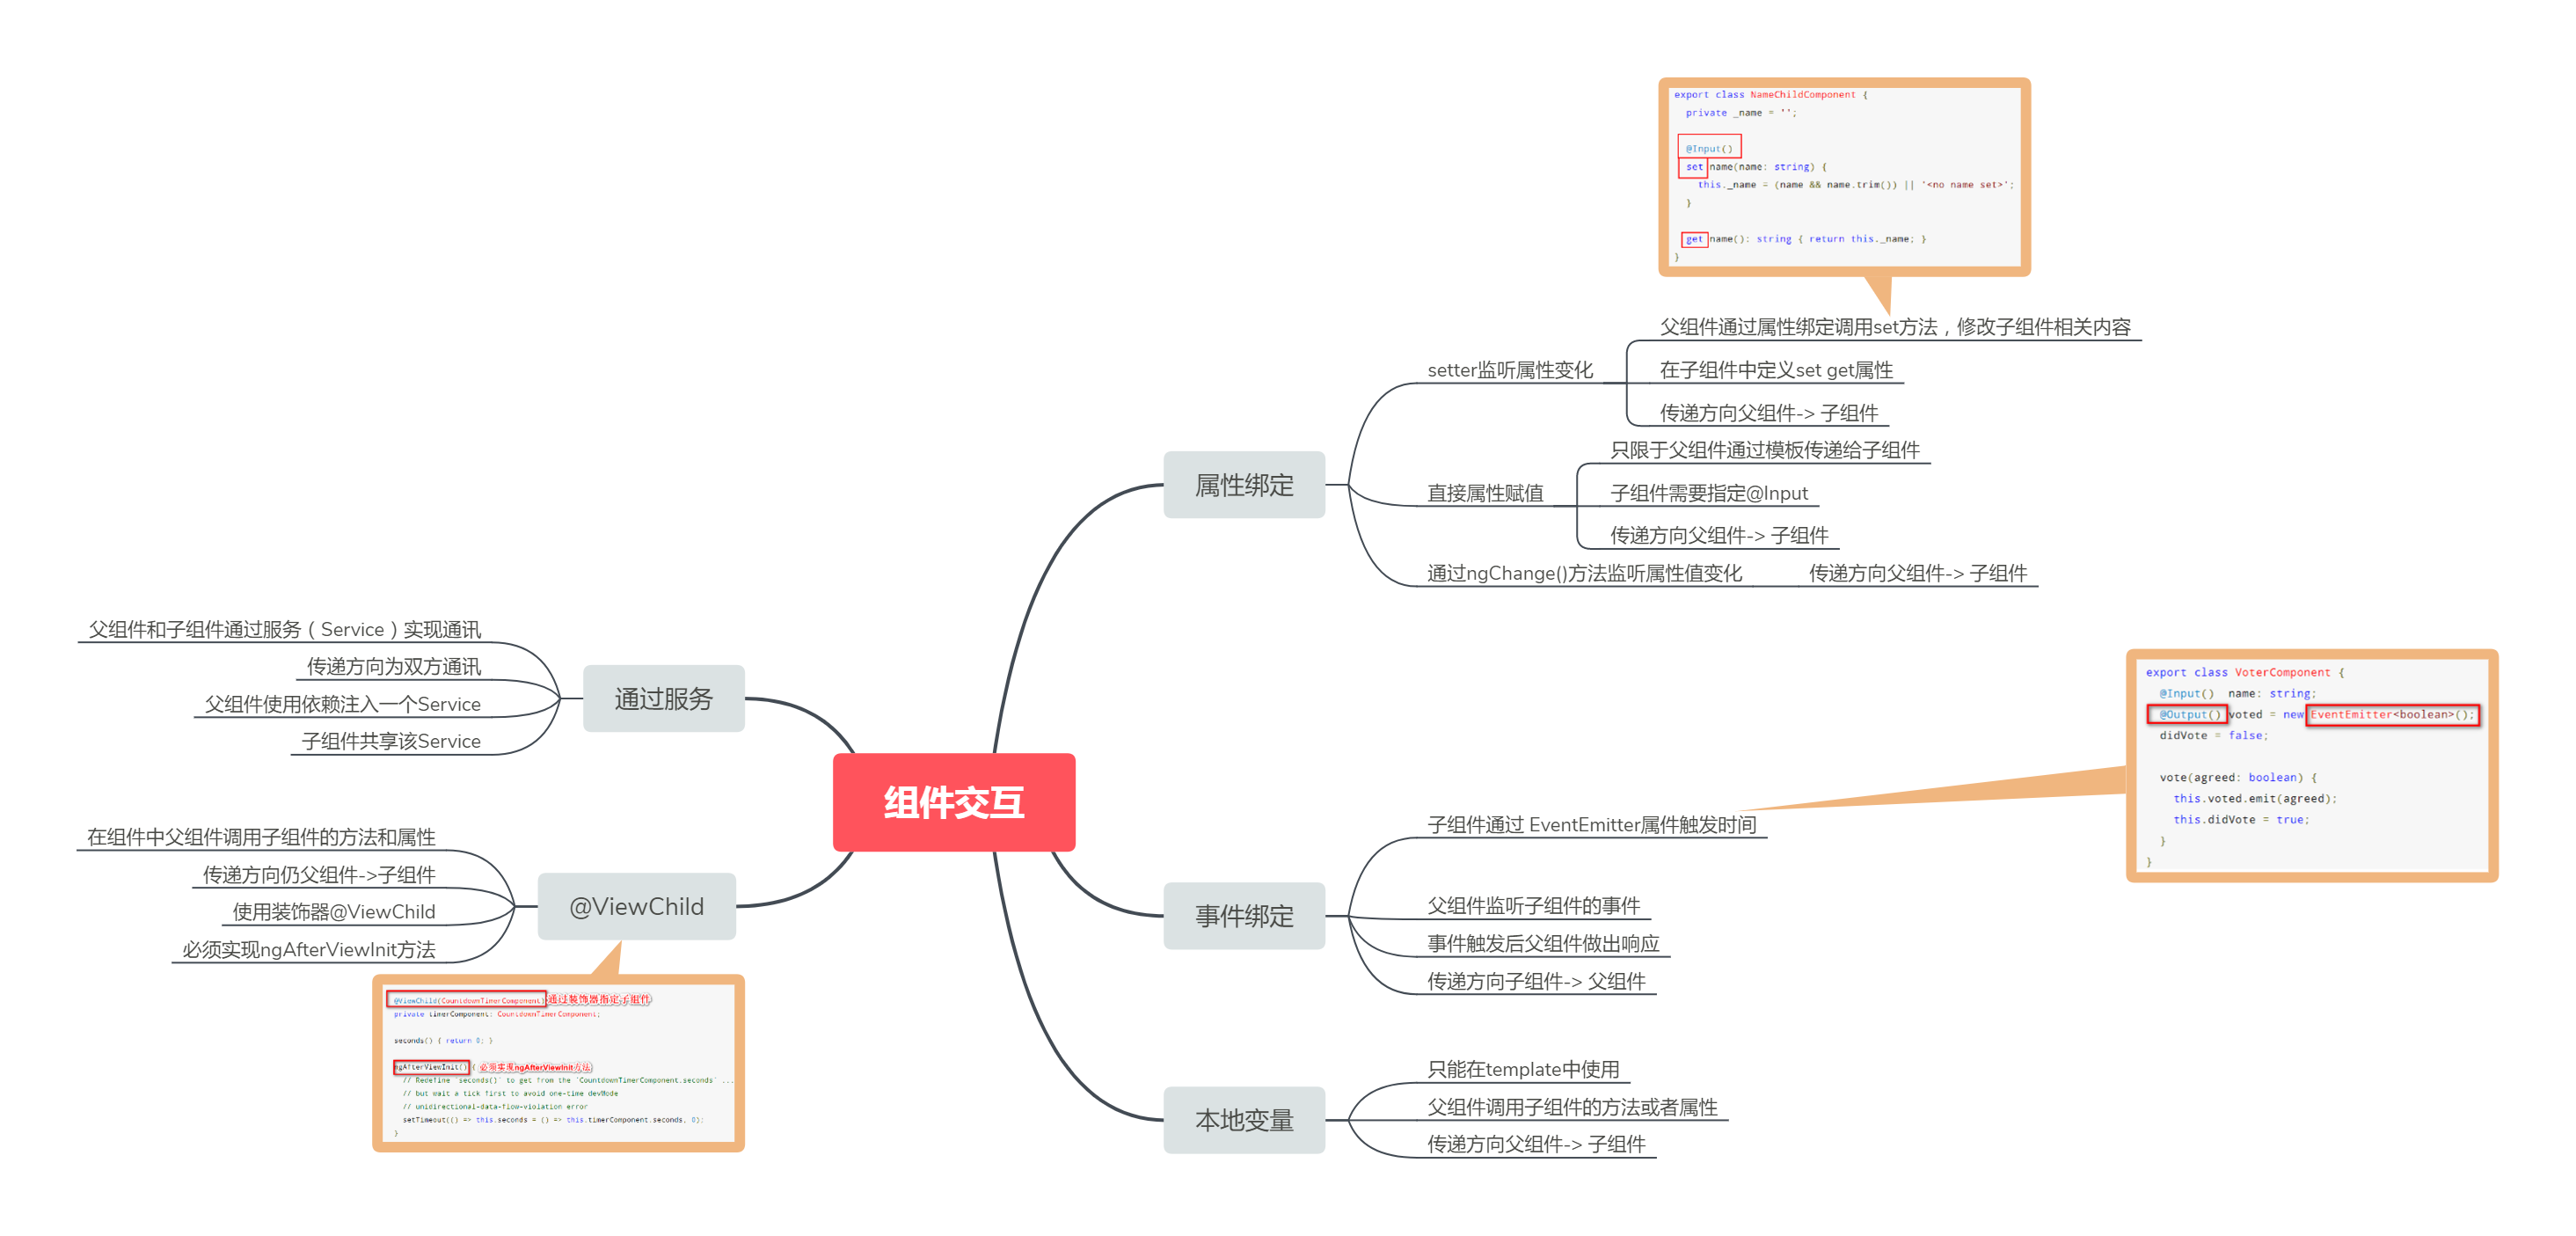 组件交互
属性绑定
setter监听属性变化
export class NameChildComponent {
private _name = '';
@Input()
set name(name: string) {
this._name = (name && name.trim()) || '<no name set>';
}
get name(): string { return this._name; }
}
父组件通过属性绑定调用set方法，修改子组件相关内容
在子组件中定义set get属性
传递方向父组件-> 子组件
直接属性赋值
只限于父组件通过模板传递给子组件
子组件需要指定@Input
传递方向父组件-> 子组件
通过ngChange()方法监听属性值变化
传递方向父组件-> 子组件
事件绑定
export class VoterComponent {
@Input() name: string;
@Output() voted = new EventEmitter<boolean>();
didVote = false;
vote(agreed: boolean) {
this.voted.emit(agreed);
this.didVote = true;
}
}
子组件通过 EventEmitter属件触发时间
父组件监听子组件的事件
事件触发后父组件做出响应
传递方向子组件-> 父组件
本地变量
只能在template中使用
父组件调用子组件的方法或者属性
传递方向父组件-> 子组件
通过服务
父组件和子组件通过服务（Service）实现通讯
传递方向为双方通讯
父组件使用依赖注入一个Service
子组件共享该Service
@ViewChild
在组件中父组件调用子组件的方法和属性
传递方向仍父组件->子组件
使用装饰器@ViewChild
必须实现ngAfterViewInit方法
@ViewChild(CountdownTimerComponent) 通过装饰器指定子组件
private timerComponent: CountdownTimerComponent;
seconds() { return 0; }
ngAfterViewInit() { 必须实现ngAfterViewInit方法
// Redefine `seconds()` to get from the `CountdownTimerComponent.seconds` ...
// but wait a tick first to avoid one-time devMode
// unidirectional-data-flow-violation error
setTimeout(() => this.seconds = () => this.timerComponent.seconds, 0);
}